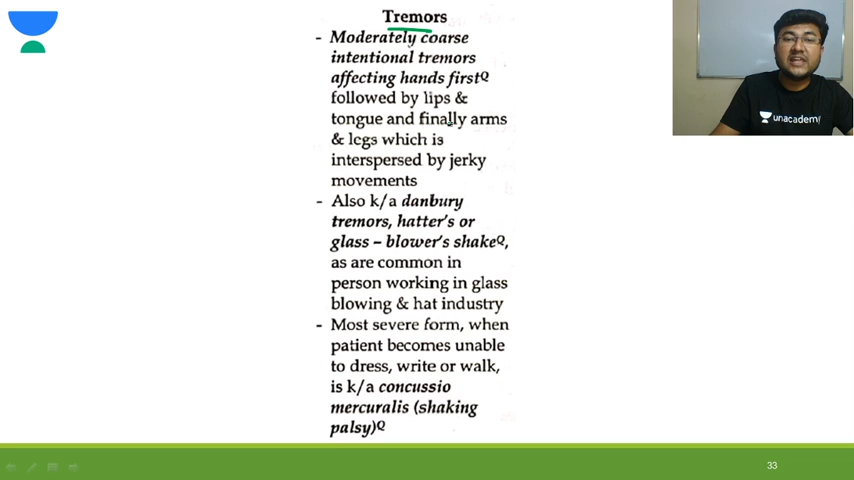 Tremors
- Moderately coarse
intentional tremors
affecting hands firstQ
followed by lips &
tongue and finally arms
& legs which is
interspersed by jerky
movements
- Also k/a danbury
tremors, hatter's or
glass – blower's shakeQ,
as are common in
person working in glass
blowing & hat industry
- Most severe form, when
patient becomes unable
to dress, write or walk,
is k/a concussio
mercuralis (shaking
palsy)Q
unacademy
33